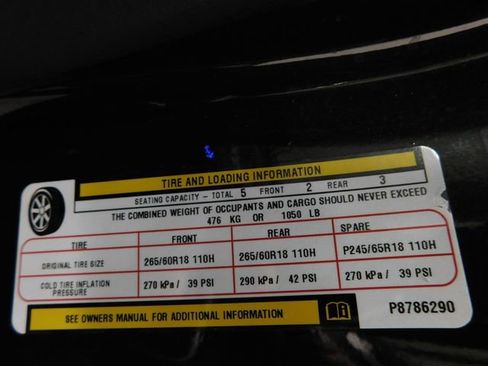 TIRE AND LOADING INFORMATION
SEATING CAPACITY - TOTAL 5 FRONT 2 REAR 3
THE COMBINED WEIGHT OF OCCUPANTS AND CARGO SHOULD NEVER EXCEED
476 KG OR 1050 LB
TIRE FRONT REAR SPARE
ORIGINAL TIRE SIZE 265/60R18 110H 265/60R18 110H P245/65R18 110H
COLD TIRE INFLATION PRESSURE 270 kPa / 39 PSI 290 kPa / 42 PSI 270 kPa / 39 PSI
SEE OWNERS MANUAL FOR ADDITIONAL INFORMATION P8786290